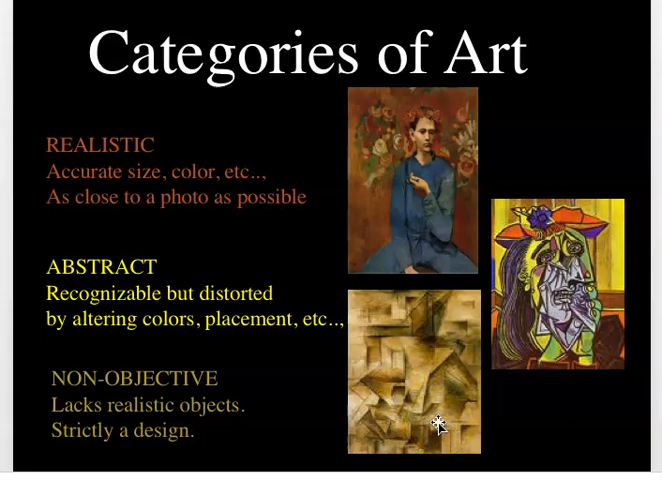 Categories of Art
REALISTIC
Accurate size, color, etc..,
As close to a photo as possible
ABSTRACT
Recognizable but distorted
by altering colors, placement, etc..,
NON-OBJECTIVE
Lacks realistic objects.
Strictly a design.